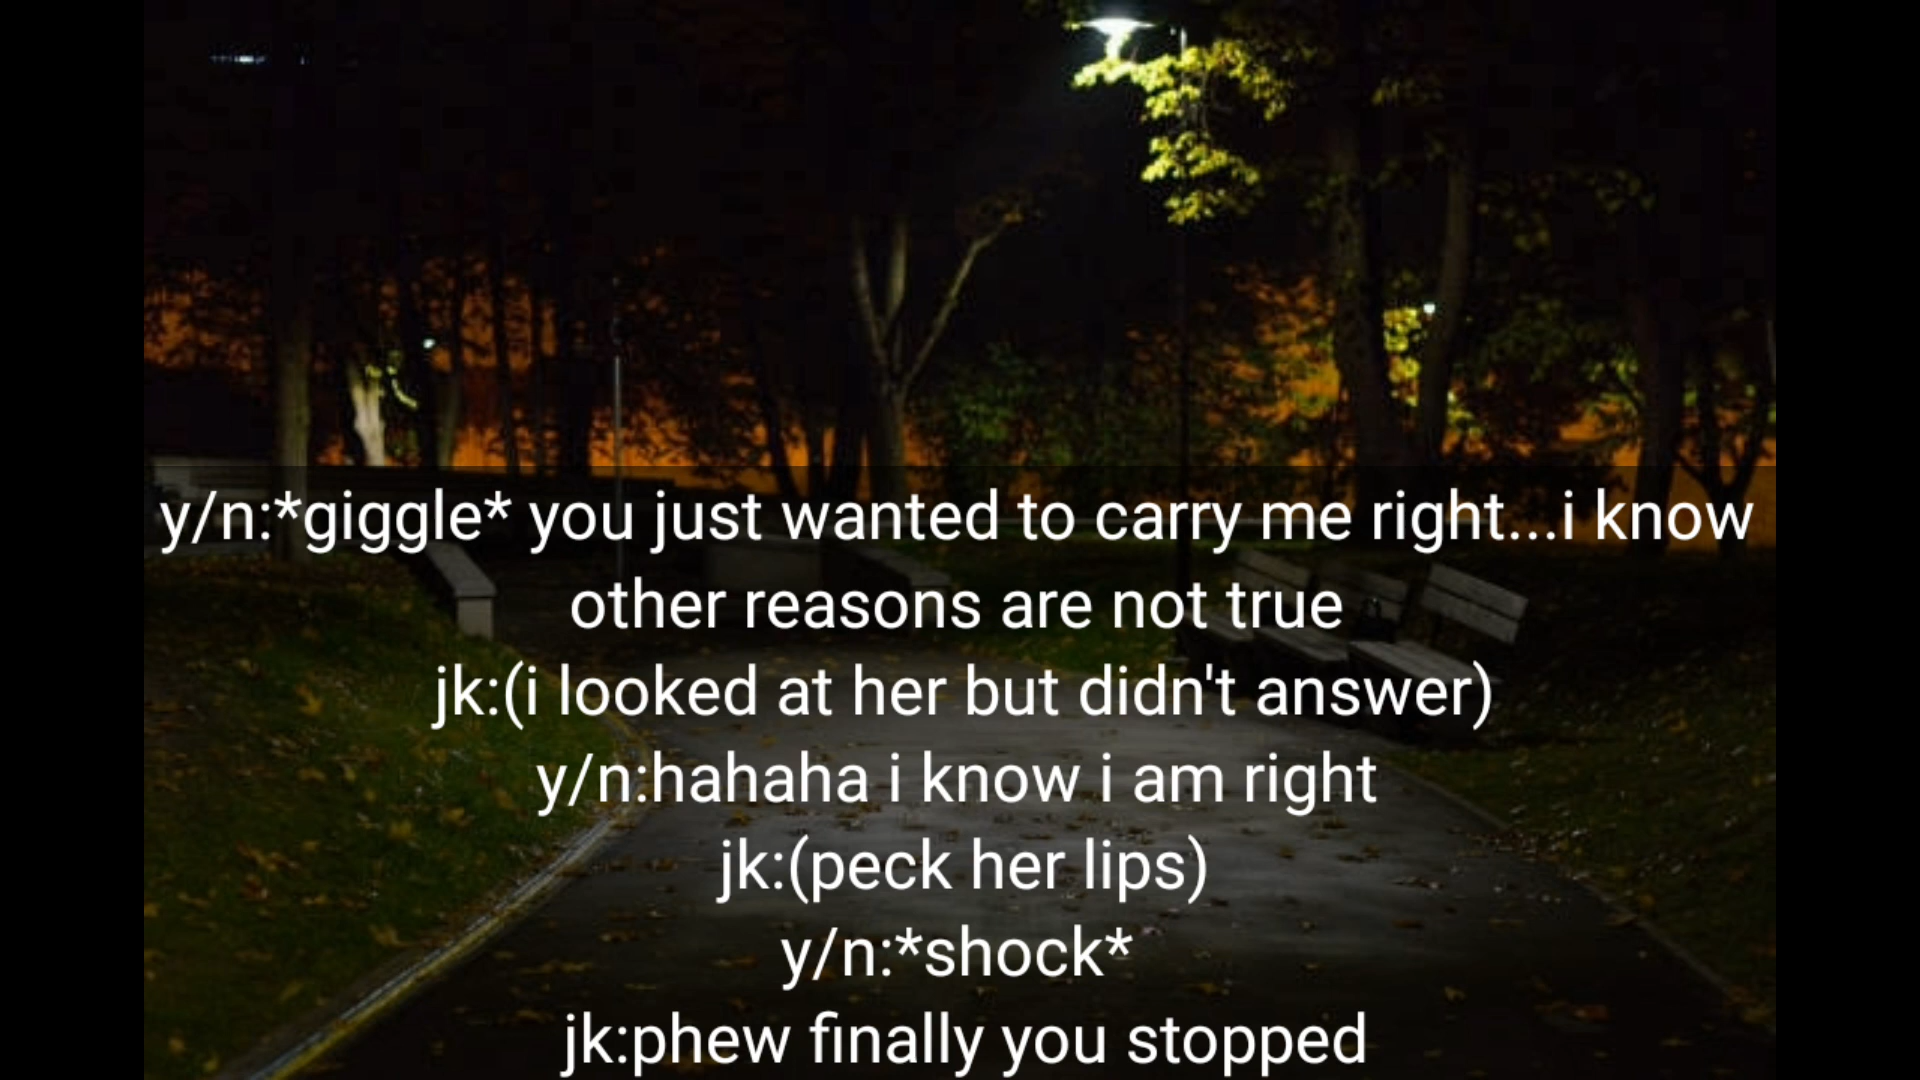 y/n:*giggle* you just wanted to carry me right...i know
other reasons are not true
jk:(i looked at her but didn't answer)
y/n:hahaha i know i am right
jk:(peck her lips)
y/n:*shock*
jk:phew finally you stopped